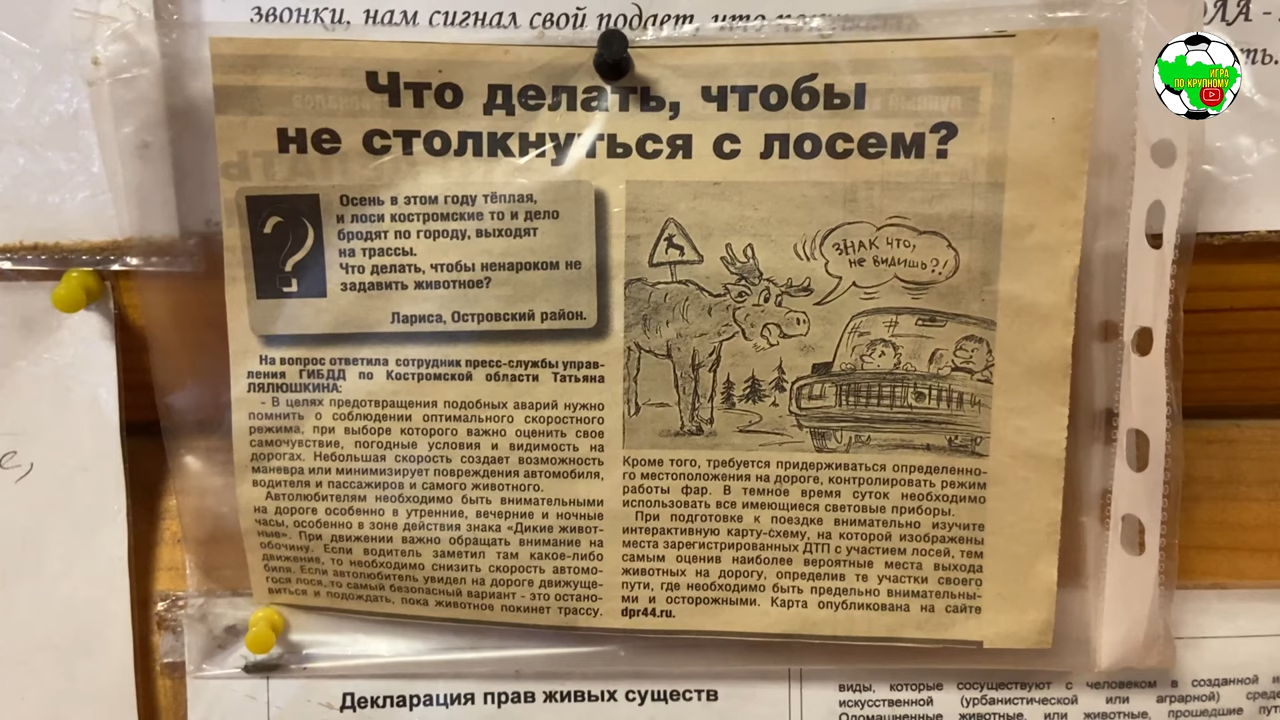 звонки, нам сигнал свой подает, что
ть.
ИГРА
ПО КРУПНОМУ
Что делать, чтобы
не столкнуться с лосем?
?
Осень в этом году тёплая,
и лоси костромские то и дело
бродят по городу, выходят
на трассы.
Что делать, чтобы ненароком не
задавить животное?
Лариса, Островский район.
ЗНАК ЧТО,
не видишь?!
На вопрос ответила сотрудник пресс-службы управ-
ления ГИБДД по Костромской области Татьяна
ЛЯЛЮШКИНА:
- В целях предотвращения подобных аварий нужно
помнить о соблюдении оптимального скоростного
режима, при выборе которого важно оценить свое
самочувствие, погодные условия и видимость на
дорогах. Небольшая скорость создает возможность
маневра или минимизирует повреждения автомобиля,
водителя и пассажиров и самого животного.
Автолюбителям необходимо быть внимательными
на дороге особенно в утренние, вечерние и ночные
часы, особенно в зоне действия знака «Дикие живот-
ные». При движении важно обращать внимание на
обочину. Если водитель заметил там какое-либо
движение, то необходимо снизить скорость автомо-
биля. Если автолюбитель увидел на дороге движуще-
гося лося, то самый безопасный вариант - это остано-
виться и подождать, пока животное покинет трассу.
Кроме того, требуется придерживаться определенно-
го местоположения на дороге, контролировать режим
работы фар. В темное время суток необходимо
использовать все имеющиеся световые приборы.
При подготовке к поездке внимательно изучите
интерактивную карту-схему, на которой изображены
места зарегистрированных ДТП с участием лосей, тем
самым оценив наиболее вероятные места выхода
животных на дорогу, определив те участки своего
пути, где необходимо быть предельно внимательны-
ми и осторожными. Карта опубликована на сайте
dpr44.ru.
Декларация прав живых существ
виды, которые сосуществуют с человеком в созданной и
искусственной (урбанистической или аграрной) среде
Одомашненные животные, или животные, прошедшие пут